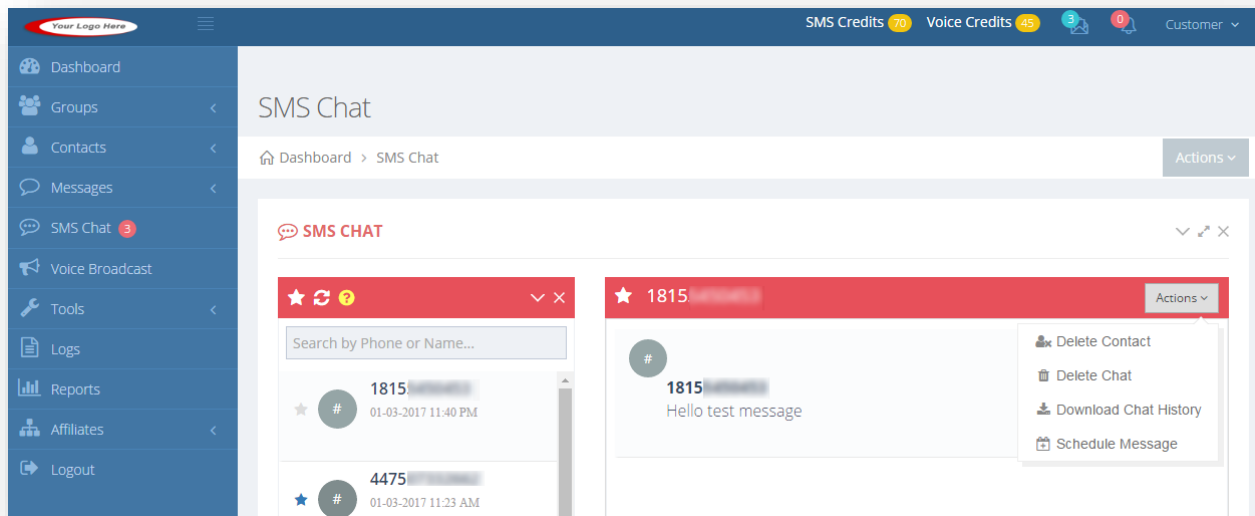 Your Logo Here
SMS Credits 70 Voice Credits 45 3 0 Customer
Dashboard
Groups
Contacts
Messages
SMS Chat 3
Voice Broadcast
Tools
Logs
Reports
Affiliates
Logout
SMS Chat
Dashboard > SMS Chat
Actions
SMS CHAT
?
Search by Phone or Name...
#
1815
01-03-2017 11:40 PM
#
4475
01-03-2017 11:23 AM
1815
Actions
#
1815
Hello test message
Delete Contact
Delete Chat
Download Chat History
Schedule Message